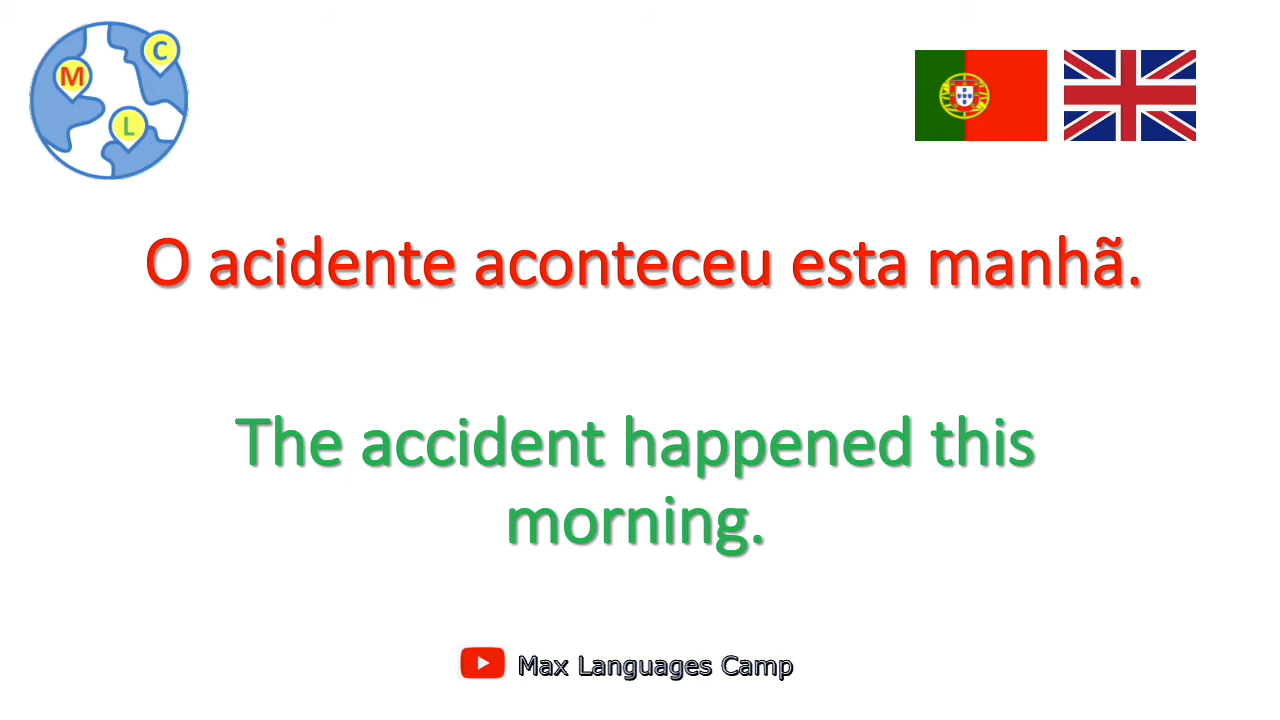 M
C
L
O acidente aconteceu esta manhã.
The accident happened this
morning.
Max Languages Camp